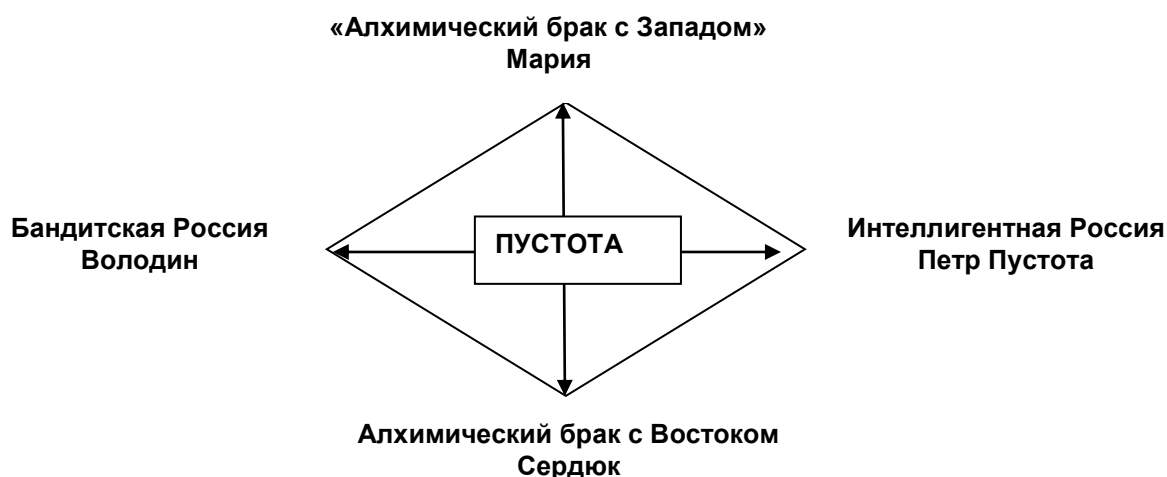 «Алхимический брак с Западом»
Мария
Бандитская Россия
Володин
ПУСТОТА
Интеллигентная Россия
Петр Пустота
Алхимический брак с Востоком
Сердюк